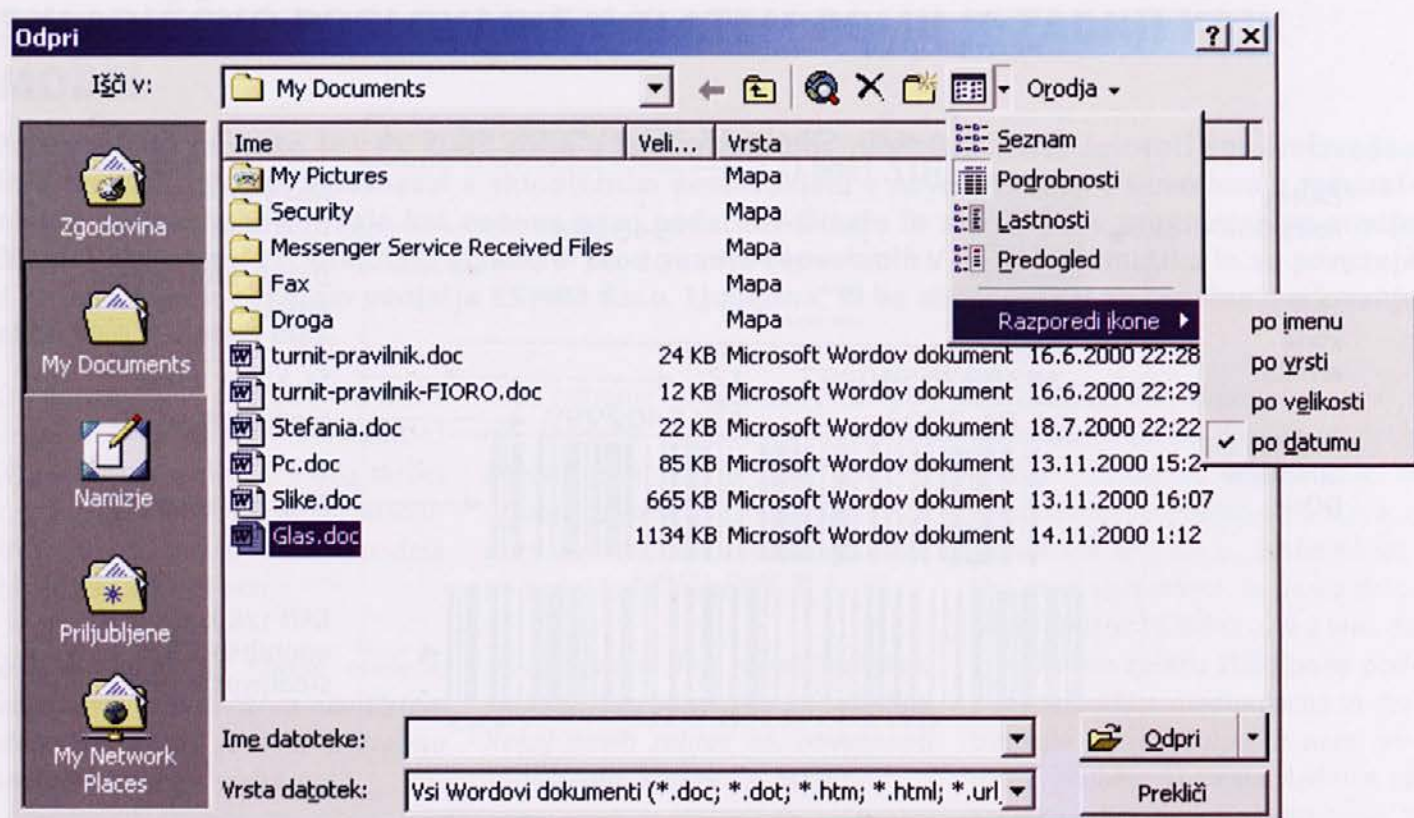 Odpri
Išči v: My Documents Orodja
Ime Veli... Vrsta
My Pictures Mapa
Security Mapa
Messenger Service Received Files Mapa
Fax Mapa
Droga Mapa
turnit-pravilnik.doc 24 KB Microsoft Wordov dokument 16.6.2000 22:28
turnit-pravilnik-FIORO.doc 12 KB Microsoft Wordov dokument 16.6.2000 22:29
Stefania.doc 22 KB Microsoft Wordov dokument 18.7.2000 22:22
Pc.doc 85 KB Microsoft Wordov dokument 13.11.2000
Slike.doc 665 KB Microsoft Wordov dokument 13.11.2000 16:07
Glas.doc 1134 KB Microsoft Wordov dokument 14.11.2000 1:12
Seznam
Podrobnosti
Lastnosti
Predogled
Razporedi ikone
po imenu
po vrsti
po velikosti
po datumu
Zgodovina
My Documents
Namizje
Priljubljene
My Network
Places
Ime datoteke:
Odpri
Vrsta datotek: Vsi Wordovi dokumenti (*.doc; *.dot; *.htm; *.html; *.url
Prekliči